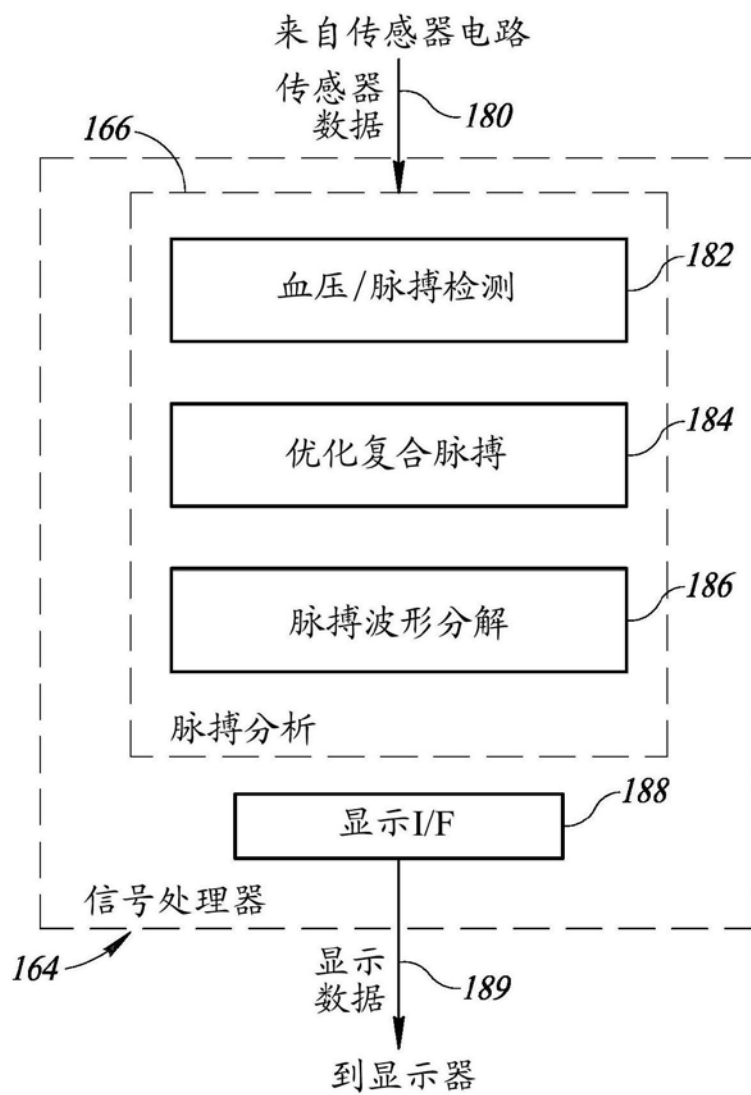 来自传感器电路
传感器
数据
180
166
血压/脉搏检测
182
优化复合脉搏
184
脉搏波形分解
186
脉搏分析
显示I/F
188
信号处理器
164
显示
数据
189
到显示器